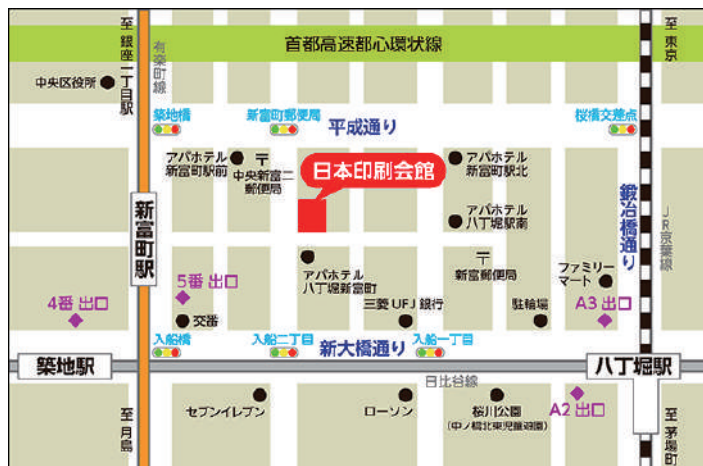 至銀座一丁目駅
有楽町線
首都高速都心環状線
至東京
中央区役所
築地橋
新富町郵便局
平成通り
桜橋交差点
アパホテル
新富町駅前
中央新富二
郵便局
日本印刷会館
アパホテル
新富町駅北
アパホテル
八丁堀駅南
鍛冶橋通り
JR京葉線
新富町駅
5番 出口
4番 出口
交番
アパホテル
八丁堀新富町
新富郵便局
ファミリー
マート
三菱UFJ銀行
駐輪場
A3 出口
入船橋
入船二丁目
新大橋通り
入船一丁目
築地駅
日比谷線
八丁堀駅
至月島
セブンイレブン
ローソン
桜川公園
(中ノ橋北東児童遊園)
A2 出口
至茅場町